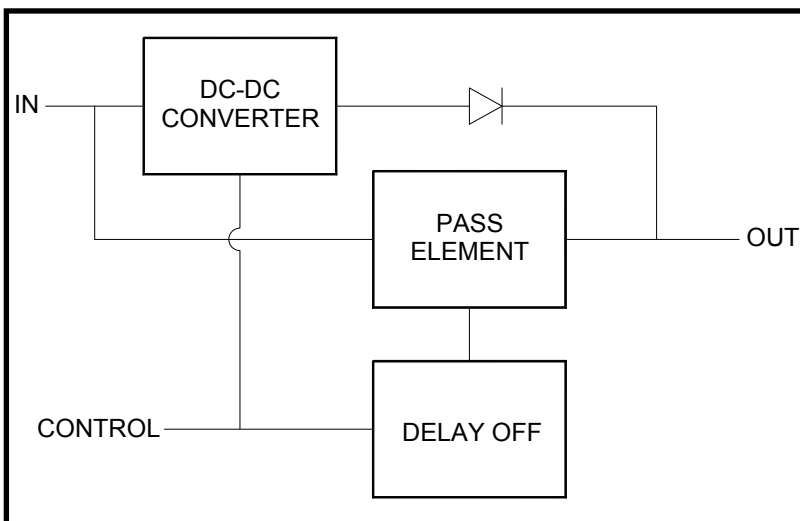 DC-DC
CONVERTER
IN
PASS
ELEMENT
OUT
CONTROL
DELAY OFF